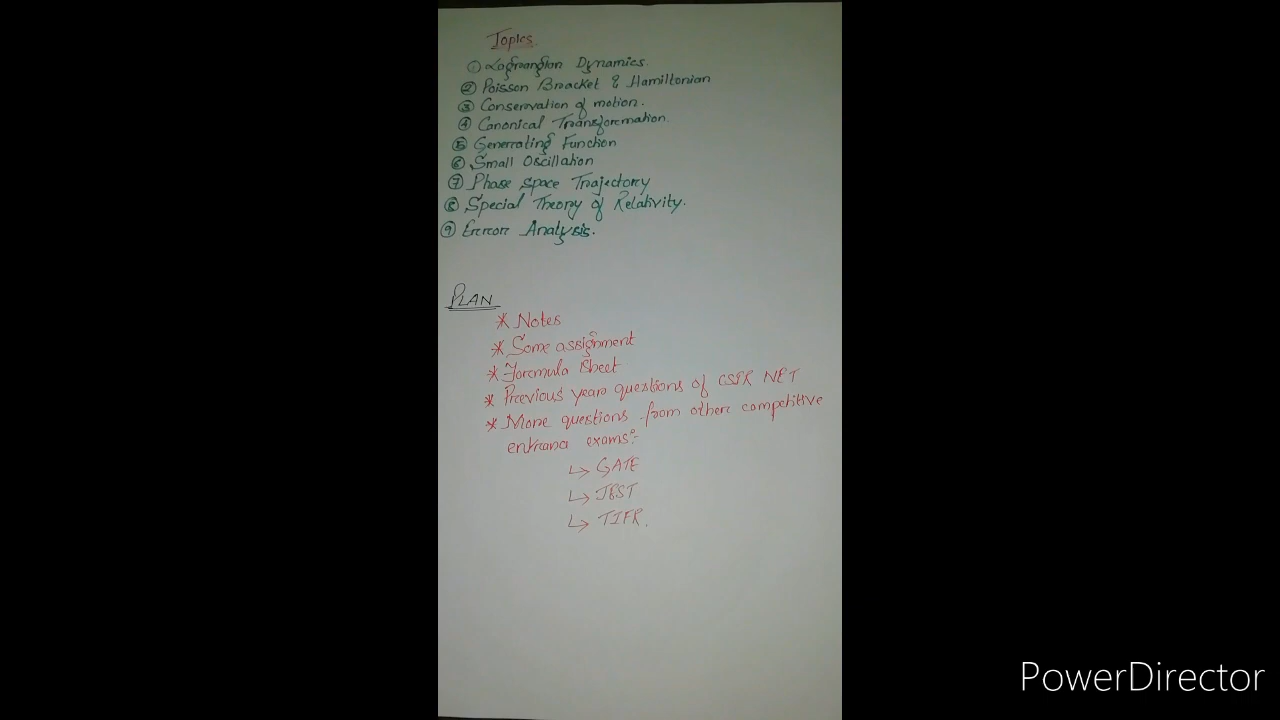 Topics
① Lagrangian Dynamics.
② Poisson Bracket & Hamiltonian
③ Conservation of motion.
④ Canonical Transformation.
⑤ Generating Function
⑥ Small Oscillation
⑦ Phase space Trajectory
⑧ Special Theory of Relativity.
⑨ Error Analysis.
PLAN
* Notes
* Some assignment
* Formula Sheet
* Previous years questions of CSIR NET
* More questions from other competitive
entrance exams:-
↳ GATE
↳ JEST
↳ TIFR.
PowerDirector